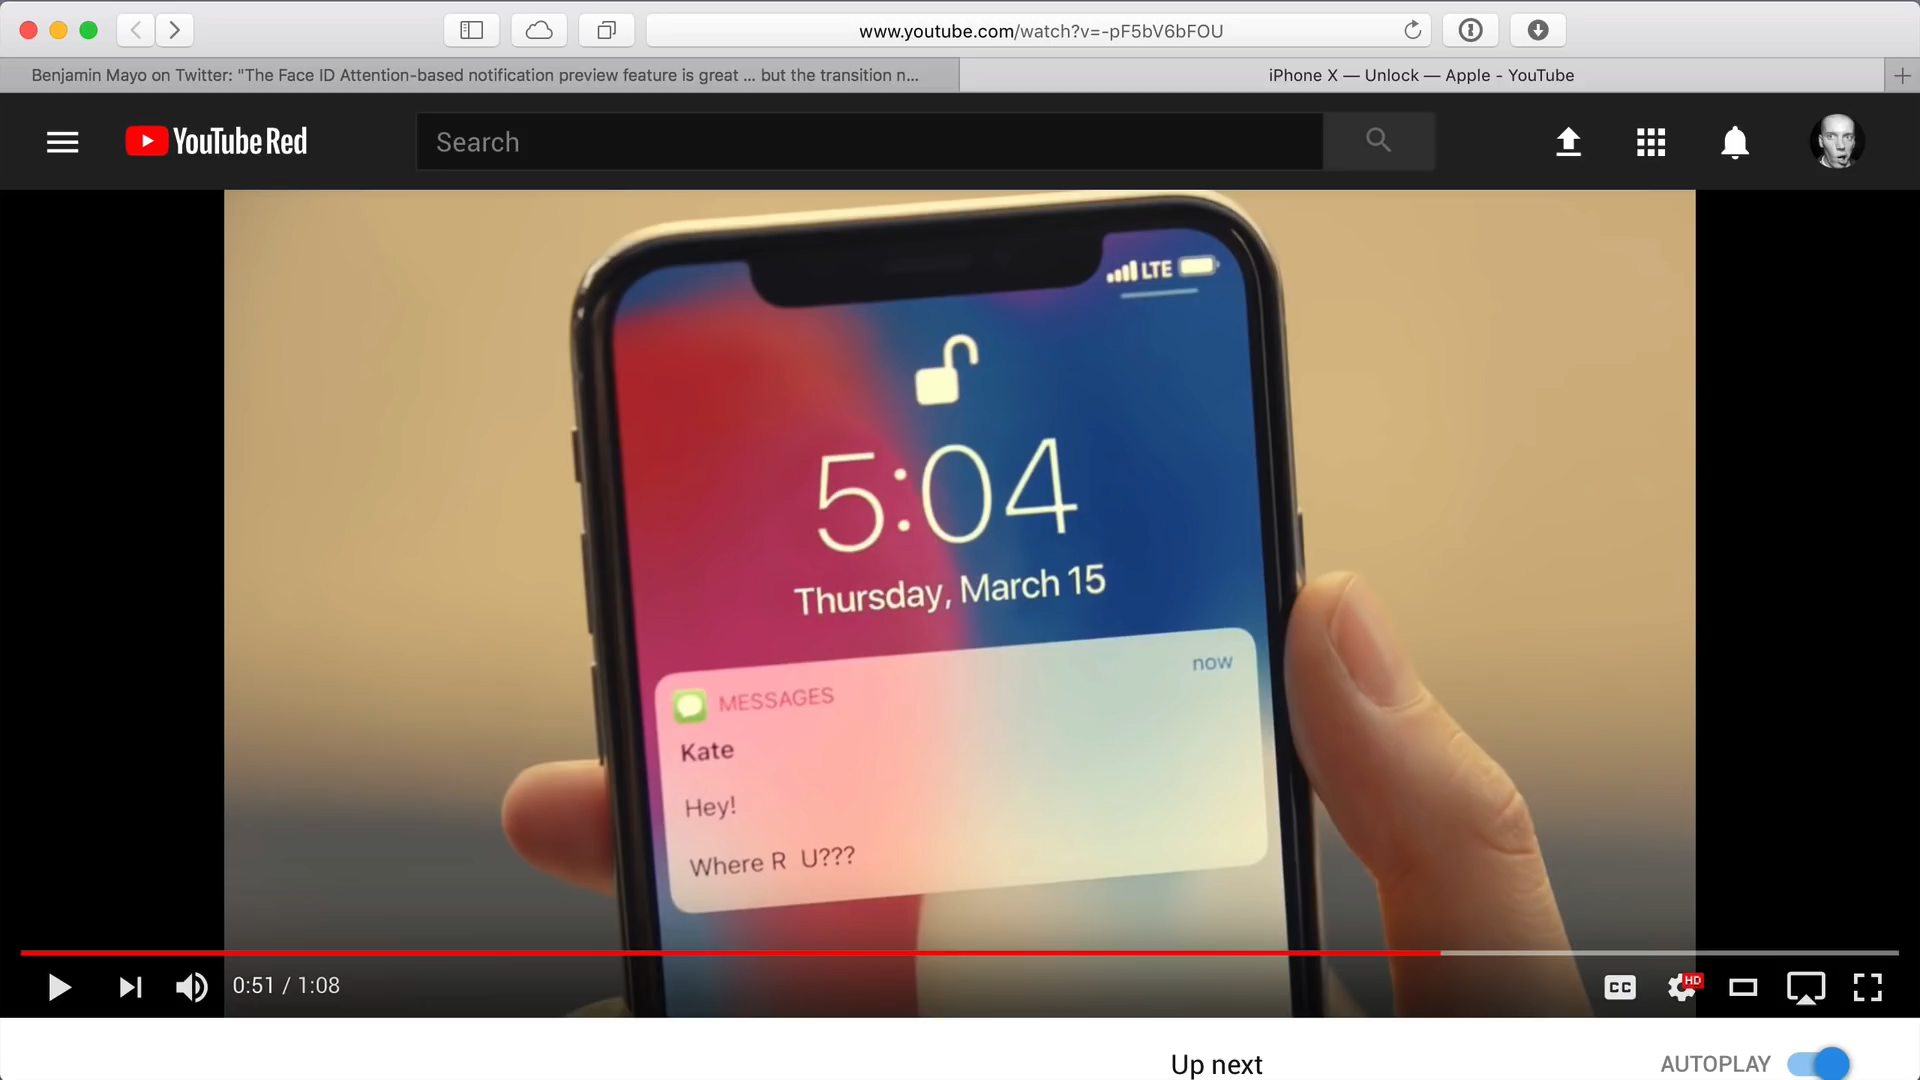 www.youtube.com/watch?v=-pF5bV6bFOU
Benjamin Mayo on Twitter: "The Face ID Attention-based notification preview feature is great ... but the transition n...
iPhone X — Unlock — Apple - YouTube
YouTube Red
Search
LTE
5:04
Thursday, March 15
MESSAGES
now
Kate
Hey!
Where R  U???
0:51 / 1:08
CC
HD
Up next
AUTOPLAY